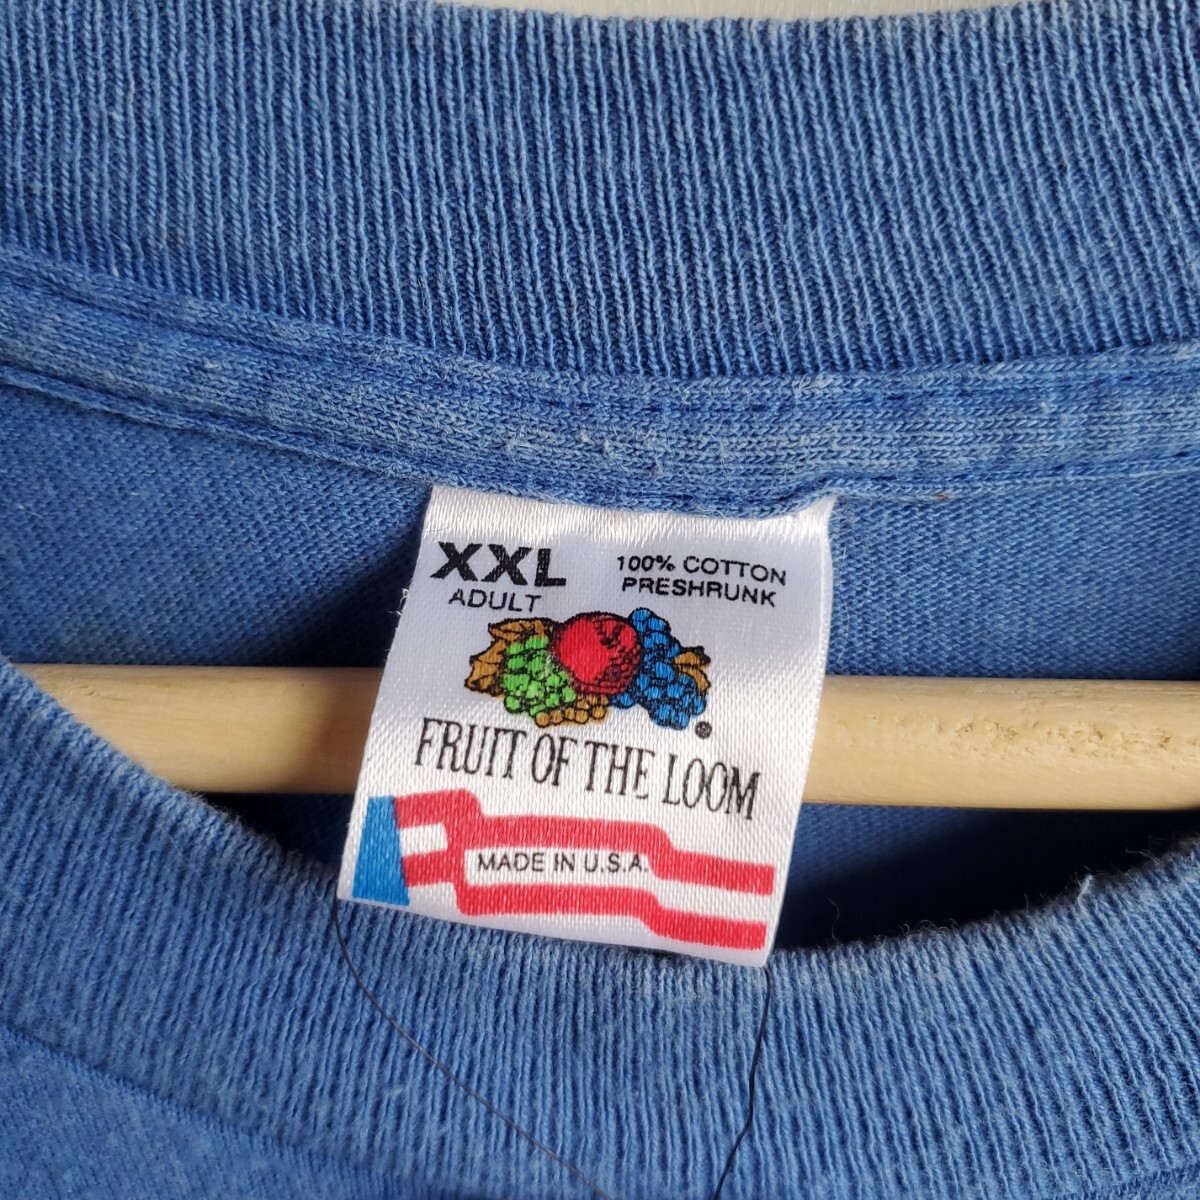 XXL
ADULT
100% COTTON
PRESHRUNK
®
FRUIT OF THE LOOM
MADE IN U.S.A.